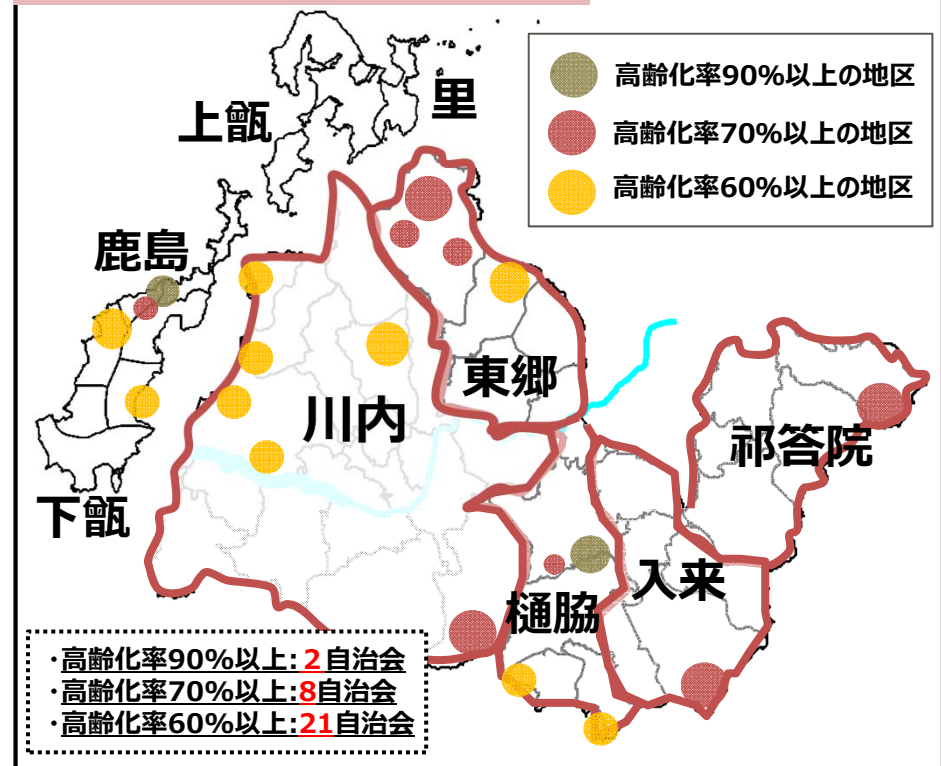 高齢化率90%以上の地区
高齢化率70%以上の地区
高齢化率60%以上の地区
里
上甑
鹿島
下甑
川内
東郷
祁答院
入来
樋脇
・高齢化率90%以上:2自治会
・高齢化率70%以上:8自治会
・高齢化率60%以上:21自治会